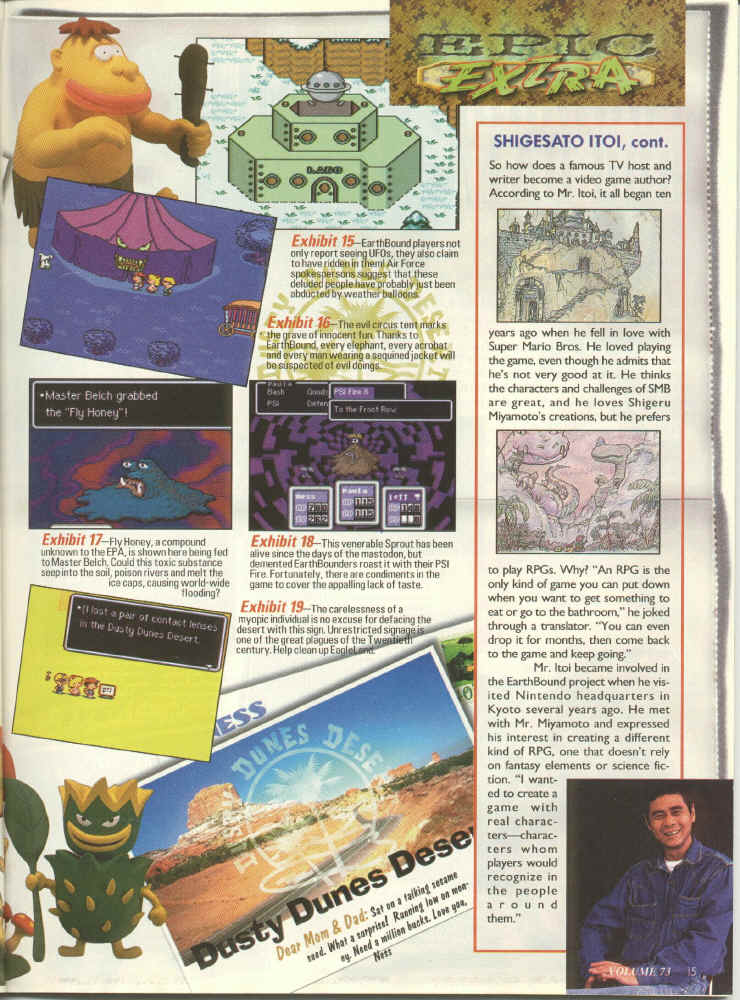 EPIC
EXTRA
LABO
Exhibit 15—EarthBound players not
only report seeing UFOs, they also claim
to have ridden in them! Air Force
spokespersons suggest that these
deluded people have probably just been
abducted by weather balloons.
Exhibit 16—The evil circus tent marks
the grave of innocent fun. Thanks to
EarthBound, every elephant, every acrobat
and every man wearing a sequined jacket will
be suspected of evil doings.
•Master Belch grabbed
the "Fly Honey"!
Paula
Bash Goods PSI Fire
PSI Defen
To the Front Row
Ness
Paula
Exhibit 17—Fly Honey, a compound
unknown to the EPA, is shown here being fed
to Master Belch. Could this toxic substance
seep into the soil, poison rivers and melt the
ice caps, causing world-wide
flooding?
Exhibit 18—This venerable Sprout has been
alive since the days of the mastodon, but
demented EarthBounders roast it with their PSI
Fire. Fortunately, there are condiments in the
game to cover the appalling lack of taste.
•(I lost a pair of contact lenses
in the Dusty Dunes Desert.
Exhibit 19—The carelessness of a
myopic individual is no excuse for defacing the
desert with this sign. Unrestricted signage is
one of the great plagues of the Twentieth
century. Help clean up EagleLand.
NESS
DUNES DESE
Dusty Dunes Deser
Dear Mom & Dad: Sat on a talking sesame
seed. What a surprise! Running low on mon-
ey. Need a million bucks. Love you,
Ness
SHIGESATO ITOI, cont.
So how does a famous TV host and
writer become a video game author?
According to Mr. Itoi, it all began ten
years ago when he fell in love with
Super Mario Bros. He loved playing
the game, even though he admits that
he's not very good at it. He thinks
the characters and challenges of SMB
are great, and he loves Shigeru
Miyamoto's creations, but he prefers
to play RPGs. Why? "An RPG is the
only kind of game you can put down
when you want to get something to
eat or go to the bathroom," he joked
through a translator. "You can even
drop it for months, then come back
to the game and keep going."
Mr. Itoi became involved in
the EarthBound project when he vis-
ited Nintendo headquarters in
Kyoto several years ago. He met
with Mr. Miyamoto and expressed
his interest in creating a different
kind of RPG, one that doesn't rely
on fantasy elements or science fic-
tion. "I want-
ed to create a
game with
real charac-
ters—charac-
ters whom
players would
recognize in
the people
around
them."
VOLUME 73 15